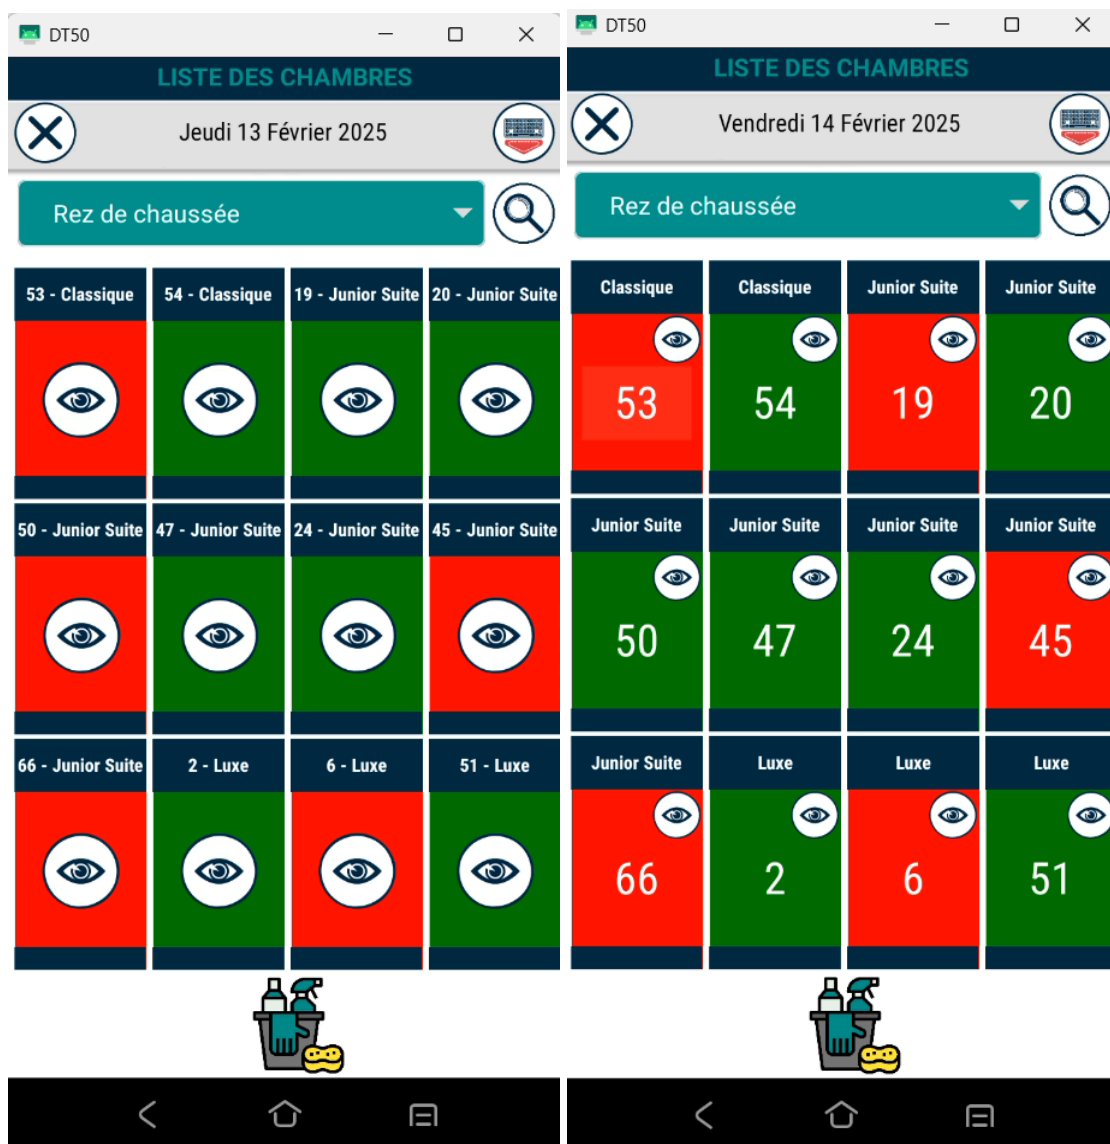 DT50
LISTE DES CHAMBRES
Jeudi 13 Février 2025
Rez de chaussée
53 - Classique 54 - Classique 19 - Junior Suite 20 - Junior Suite
50 - Junior Suite 47 - Junior Suite 24 - Junior Suite 45 - Junior Suite
66 - Junior Suite 2 - Luxe 6 - Luxe 51 - Luxe
DT50
LISTE DES CHAMBRES
Vendredi 14 Février 2025
Rez de chaussée
Classique Classique Junior Suite Junior Suite
53 54 19 20
Junior Suite Junior Suite Junior Suite Junior Suite
50 47 24 45
Junior Suite Luxe Luxe Luxe
66 2 6 51